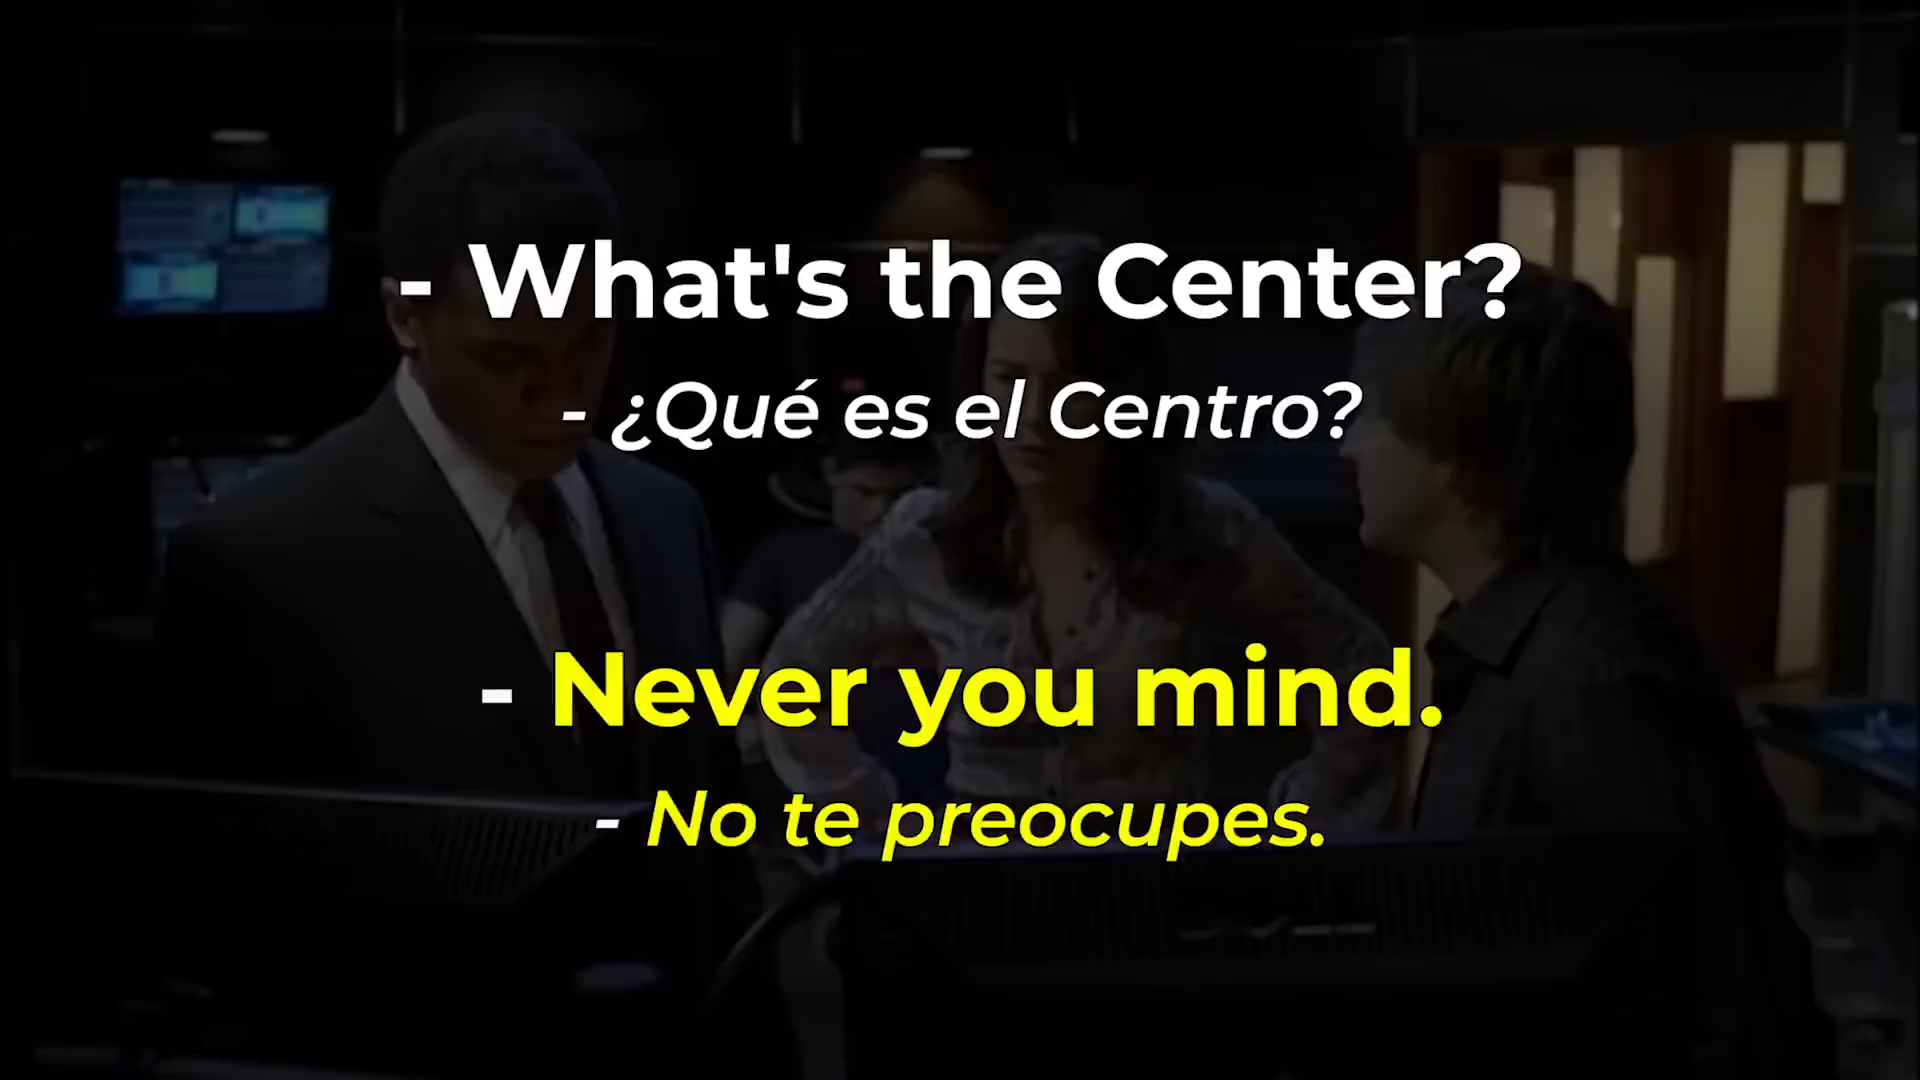 - What's the Center?
- ¿Qué es el Centro?
- Never you mind.
- No te preocupes.